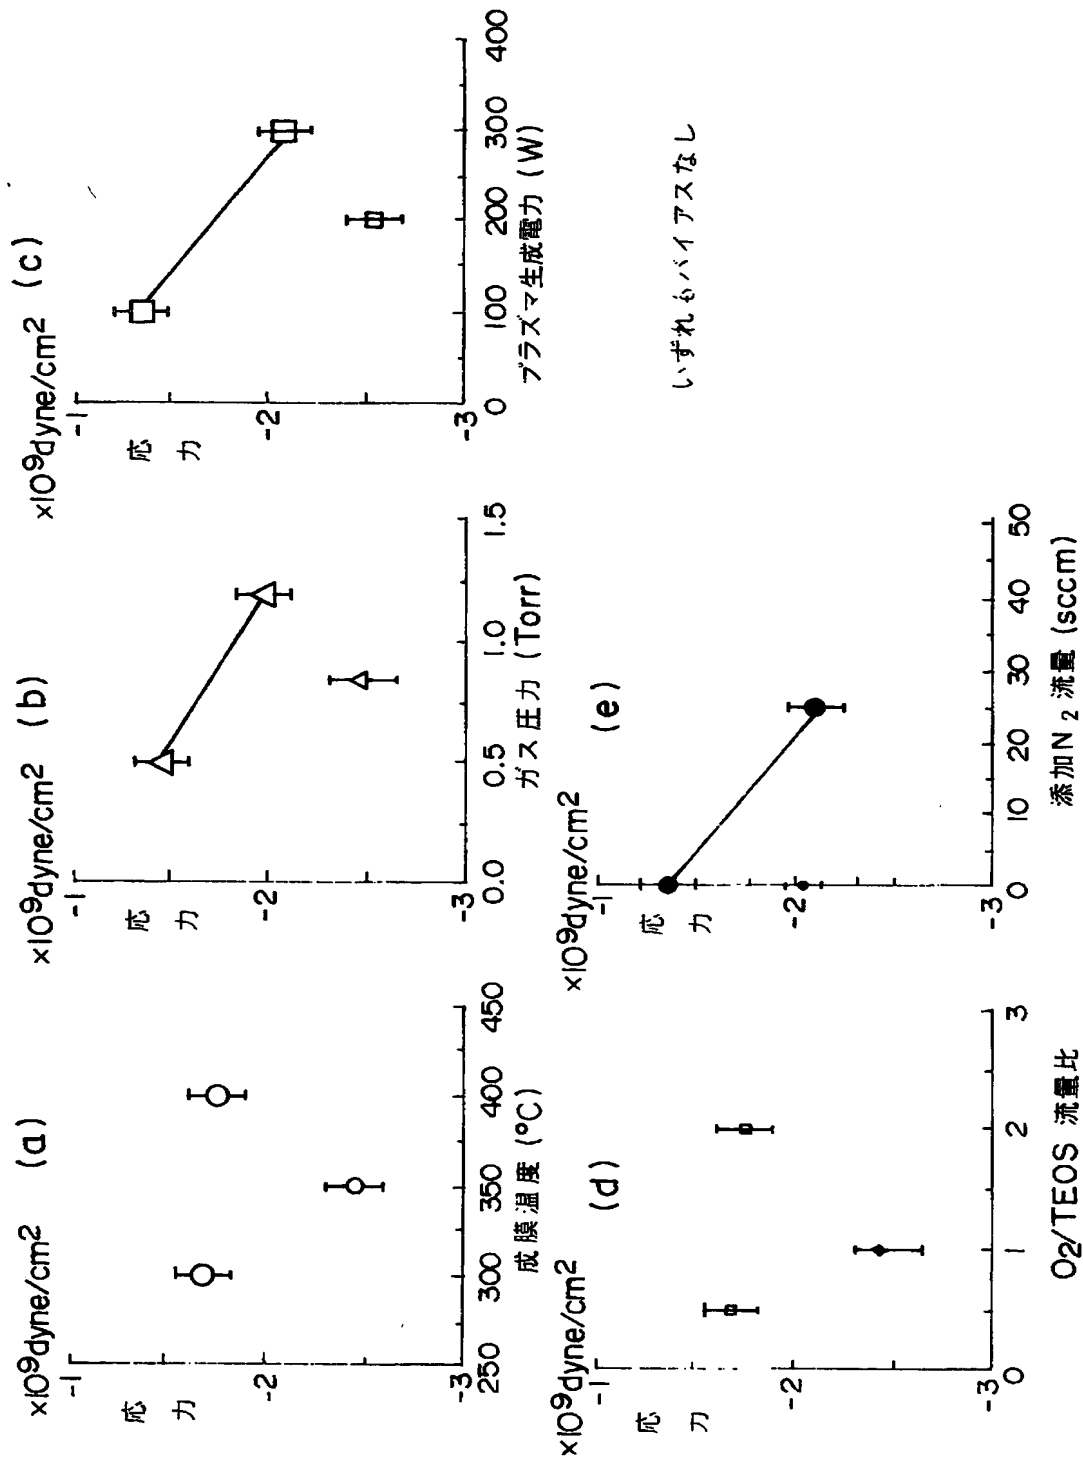 ×10⁹dyne/cm² (a)
-1
応
力
-2
-3
250 300 350 400 450
成膜温度 (°C)
×10⁹dyne/cm² (b)
-1
応
力
-2
-3
0.0 0.5 1.0 1.5
ガス圧力 (Torr)
×10⁹dyne/cm² (c)
-1
応
力
-2
-3
0 100 200 300 400
プラズマ生成電力 (W)
×10⁹dyne/cm² (d)
-1
応
力
-2
-3
0 1 2 3
O₂/TEOS 流量比
×10⁹dyne/cm² (e)
-1
応
力
-2
-3
0 10 20 30 40 50
添加N₂流量 (sccm)
いずれもバイアスなし